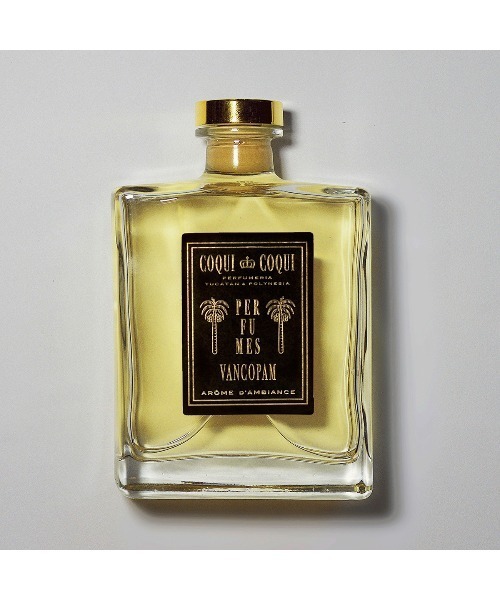 COQUI COQUI
PERFUMERIA
YUCATAN & POLYNESIA
PER
FU
MES
VANCOPAM
ARÔME D'AMBIANCE